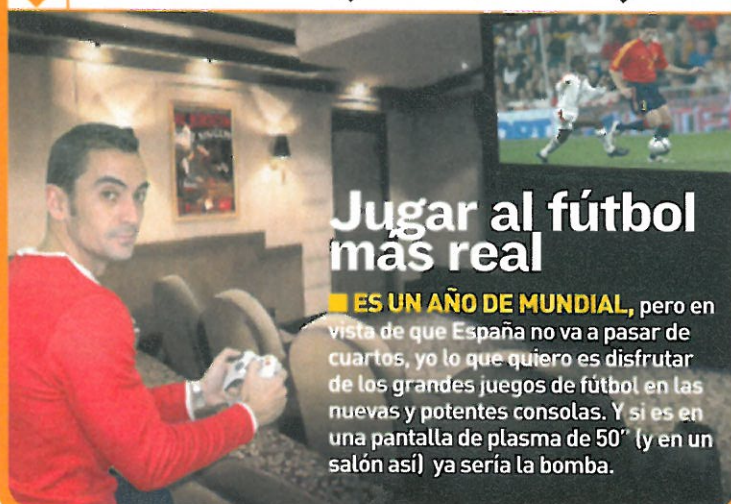 Jugar al fútbol
más real
ES UN AÑO DE MUNDIAL, pero en
vista de que España no va a pasar de
cuartos, yo lo que quiero es disfrutar
de los grandes juegos de fútbol en las
nuevas y potentes consolas. Y si es en
una pantalla de plasma de 50" (y en un
salón así) ya sería la bomba.